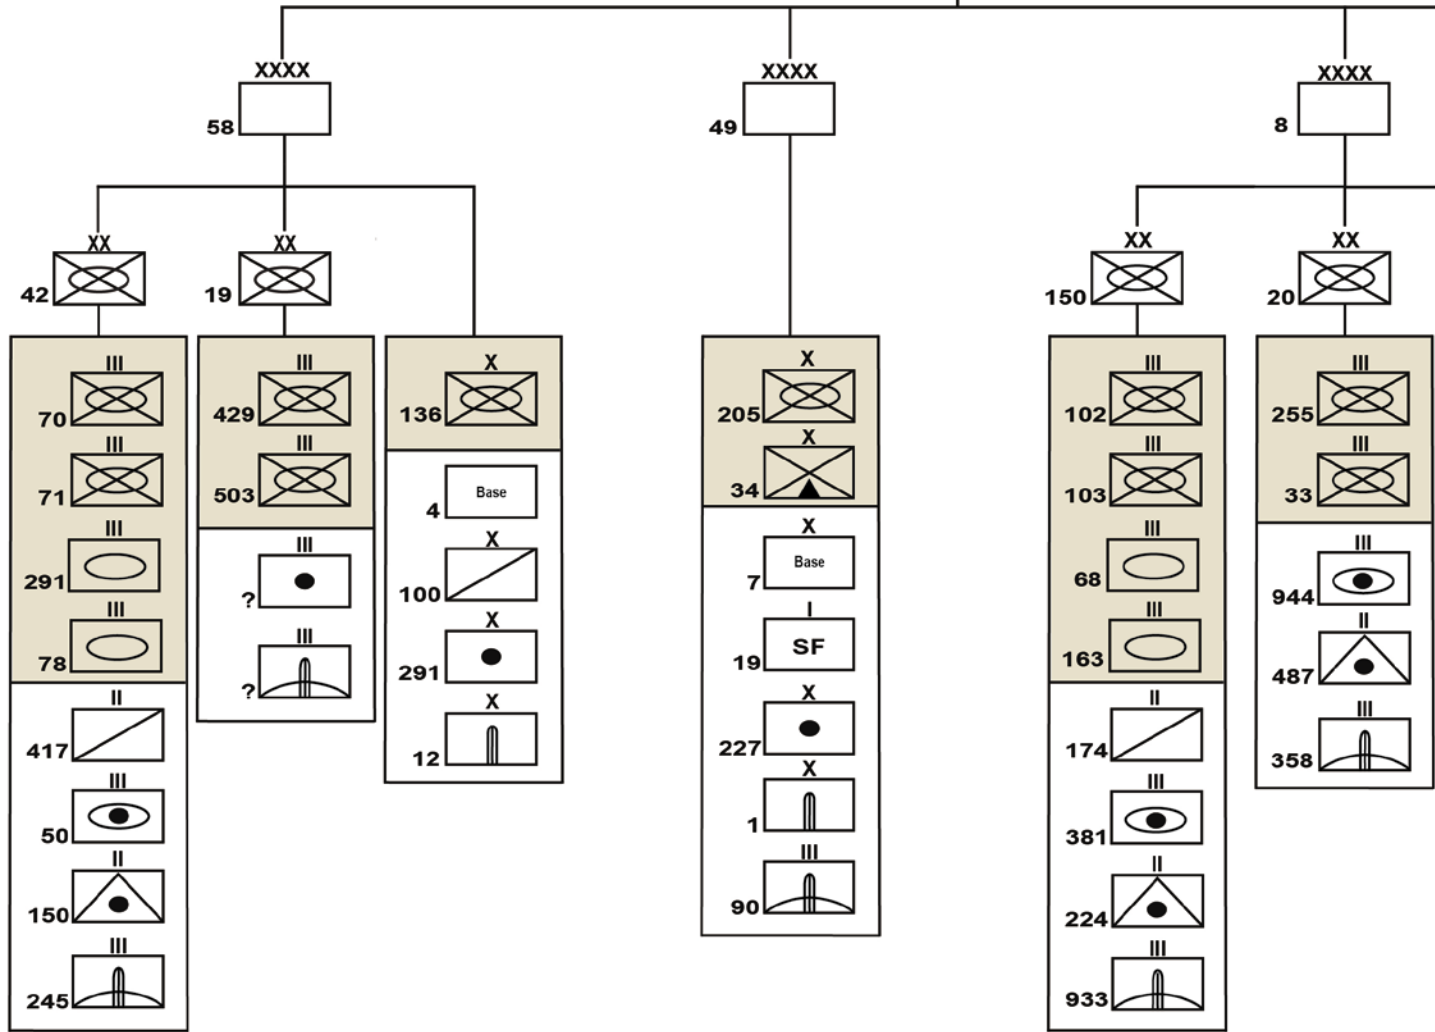 XXXX
58
XXXX
49
XXXX
8
XX
42
XX
19
XX
150
XX
20
III
70
III
71
III
291
III
78
II
417
III
50
II
150
III
245
III
429
III
503
III
?
III
?
X
136
Base
4
X
100
X
291
X
12
X
205
X
34
X
Base
7
I
SF
19
X
227
X
1
III
90
III
102
III
103
III
68
III
163
II
174
III
381
II
224
III
933
III
255
III
33
III
944
II
487
III
358